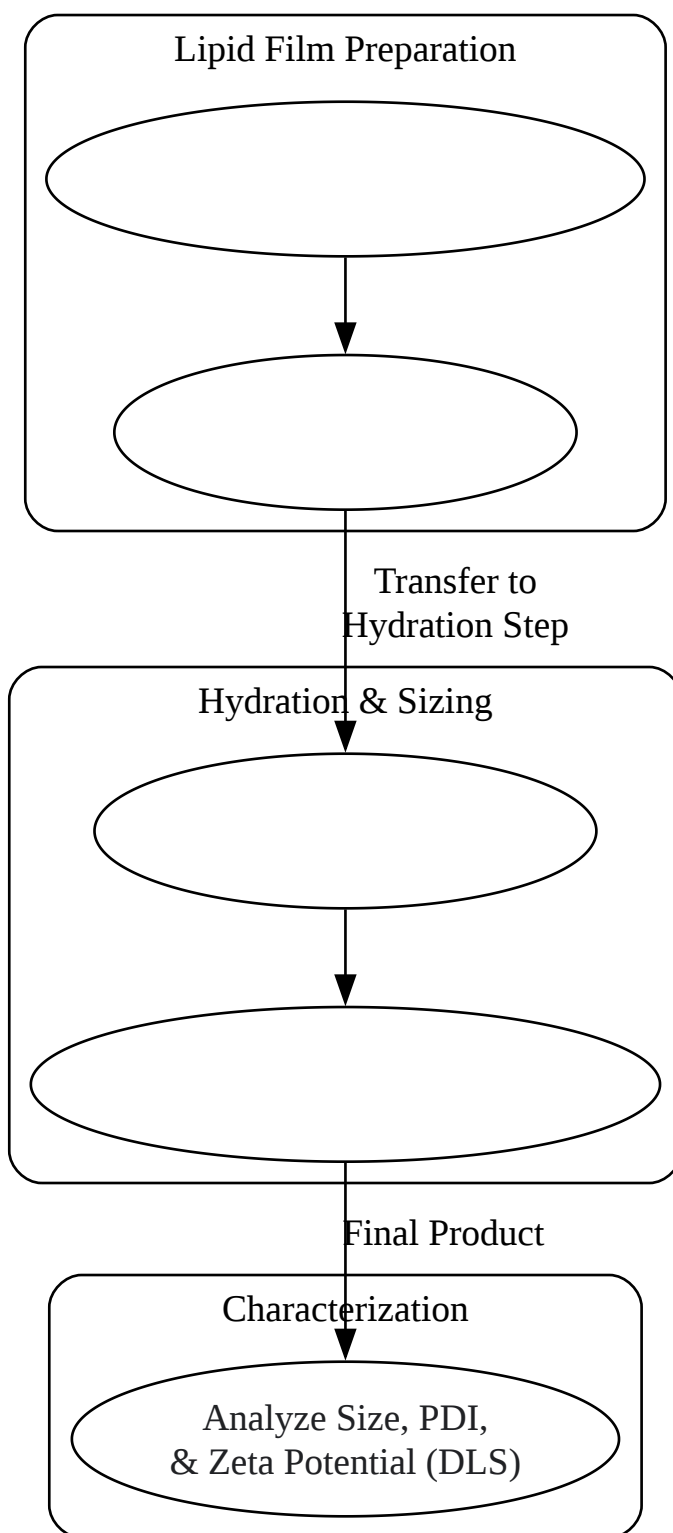 Lipid Film Preparation
Transfer to
Hydration Step
Hydration & Sizing
Final Product
Characterization
Analyze Size, PDI,
& Zeta Potential (DLS)